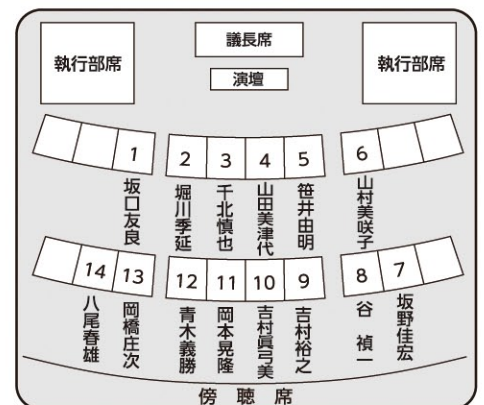 議長席
執行部席
執行部席
演壇
1
2
3
4
5
6
坂口友良
堀川季延
千北慎也
山田美津代
笹井由明
山村美咲子
14
13
12
11
10
9
8
7
八尾春雄
岡橋庄次
青木義勝
岡本晃隆
吉村眞弓美
吉村裕之
谷 禎一
坂野佳宏
傍聴席